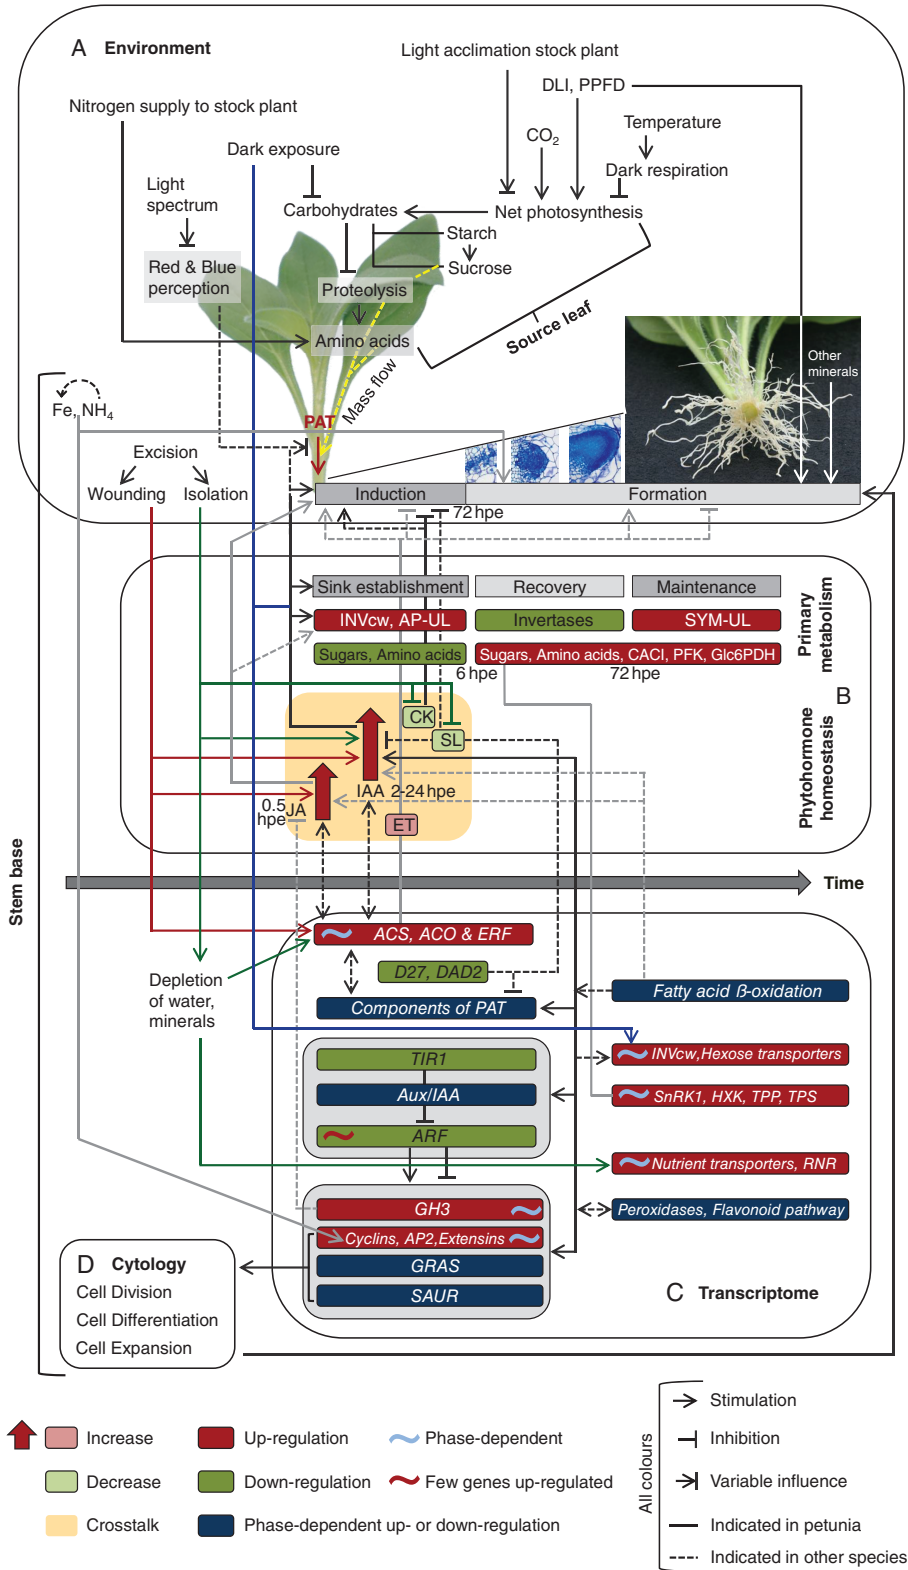 A Environment
Light acclimation stock plant
DLI, PPFD
Nitrogen supply to stock plant
Temperature
CO2
Dark exposure
Dark respiration
Light
spectrum
Carbohydrates
Net photosynthesis
Starch
Red & Blue
perception
Sucrose
Proteolysis
Amino acids
Source leaf
Mass flow
Other
minerals
Fe, NH4
PAT
Excision
Wounding
Isolation
Induction
Formation
72 hpe
Sink establishment
Recovery
Maintenance
INVcw, AP-UL
Invertases
SYM-UL
Sugars, Amino acids
Sugars, Amino acids, CACI, PFK, Glc6PDH
6 hpe
72 hpe
Primary
metabolism
B
Phytohormone
homeostasis
CK
SL
IAA 2-24 hpe
0.5
hpe
JA
ET
Stem base
Time
ACS, ACO & ERF
D27, DAD2
Depletion
of water,
minerals
Components of PAT
Fatty acid ß-oxidation
TIR1
INVcw,Hexose transporters
Aux/IAA
SnRK1, HXK, TPP, TPS
ARF
Nutrient transporters, RNR
GH3
Peroxidases, Flavonoid pathway
Cyclins, AP2,Extensins
GRAS
SAUR
C Transcriptome
D Cytology
Cell Division
Cell Differentiation
Cell Expansion
Increase
Up-regulation
Phase-dependent
Decrease
Down-regulation
Few genes up-regulated
Crosstalk
Phase-dependent up- or down-regulation
All colours
Stimulation
Inhibition
Variable influence
Indicated in petunia
Indicated in other species